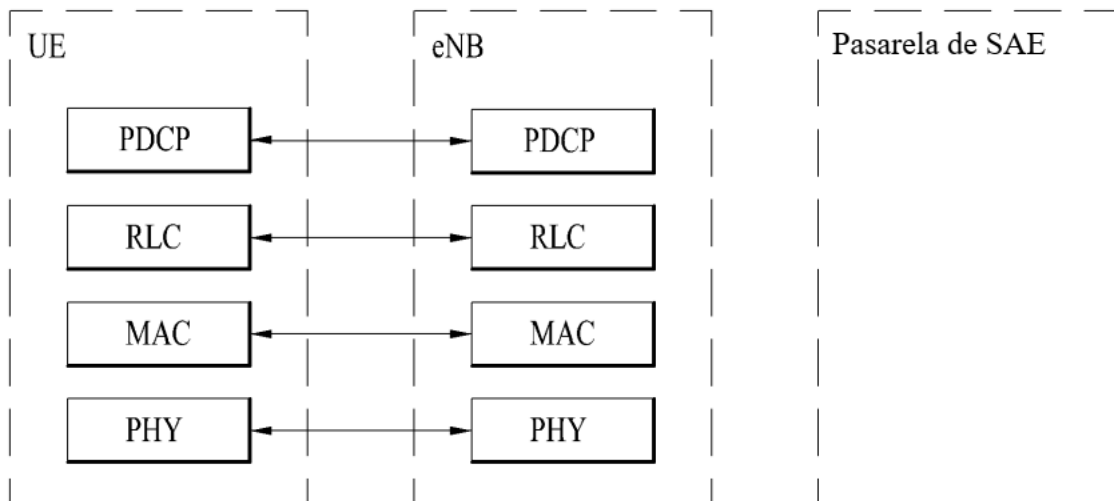 UE
eNB
Pasarela de SAE
PDCP
PDCP
RLC
RLC
MAC
MAC
PHY
PHY